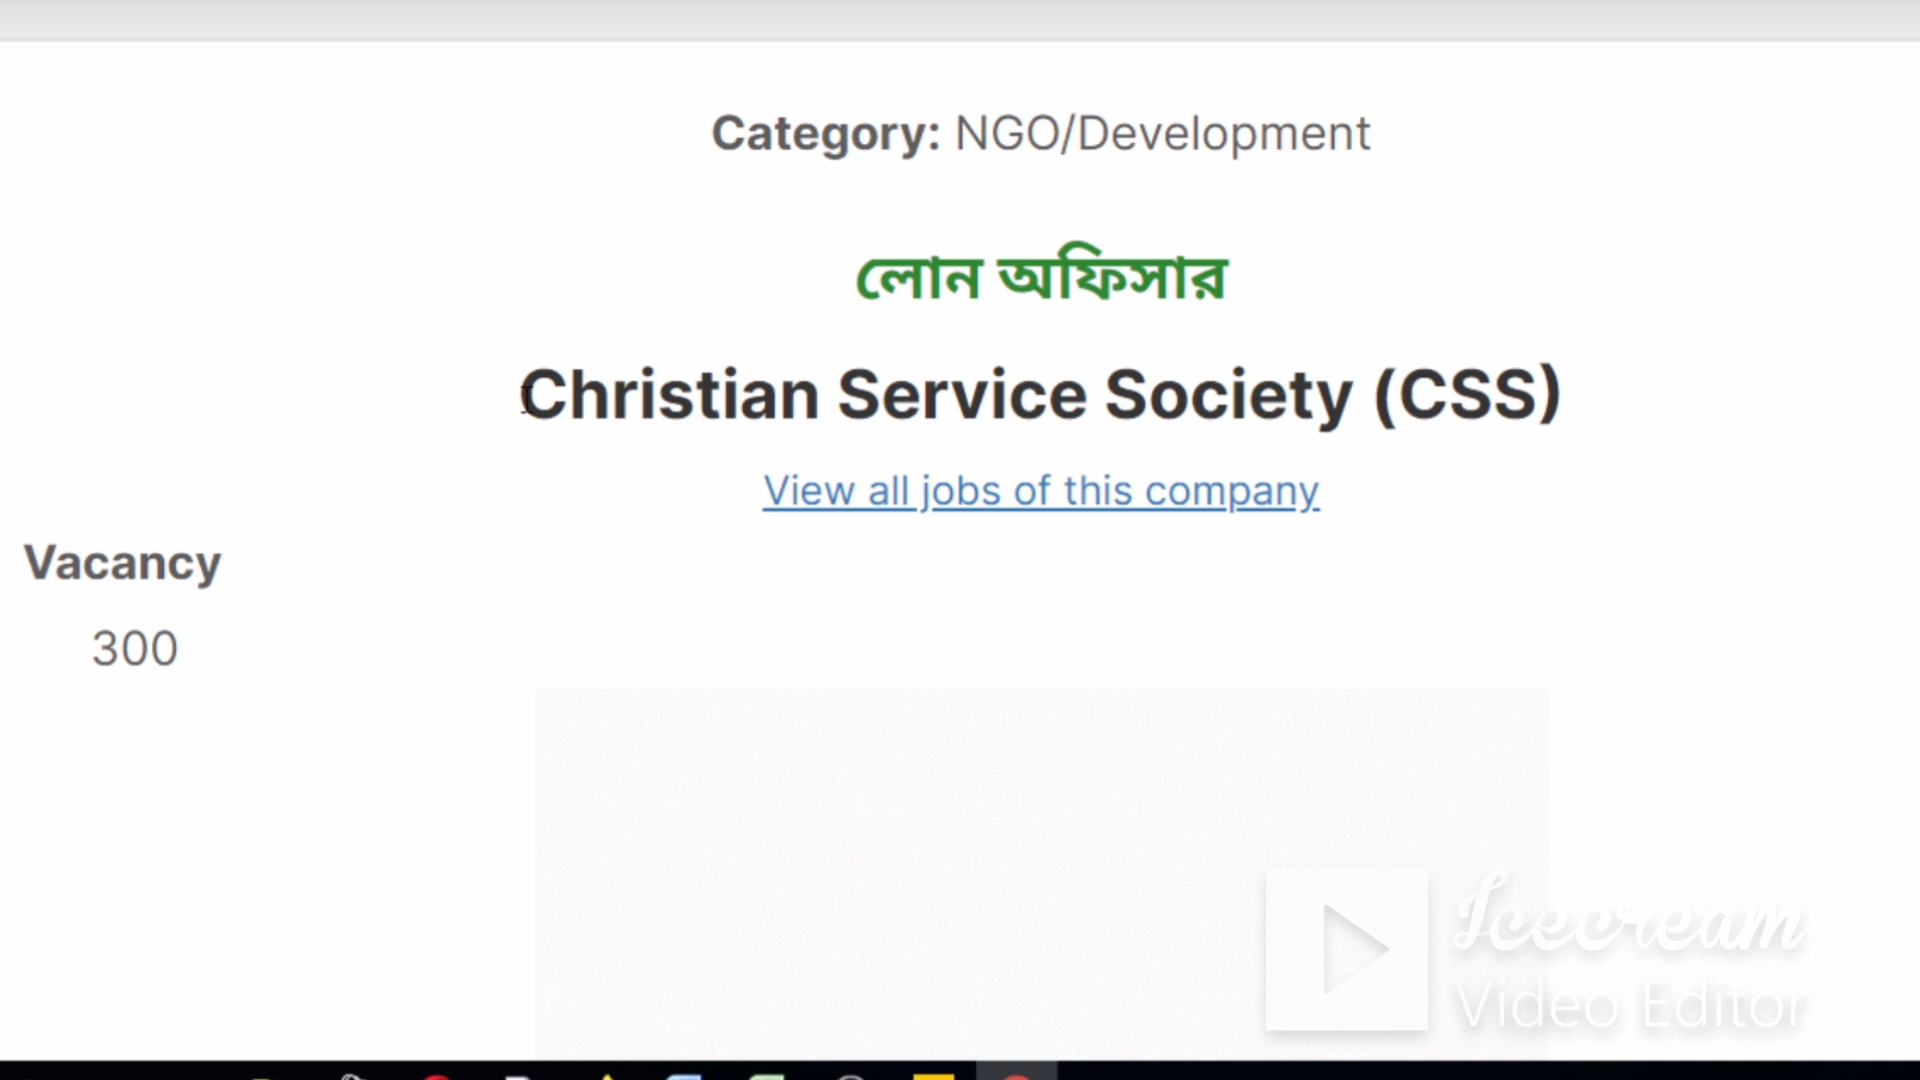 Category: NGO/Development
লোন অফিসার
Christian Service Society (CSS)
View all jobs of this company
Vacancy
300
Icecream
Video Editor